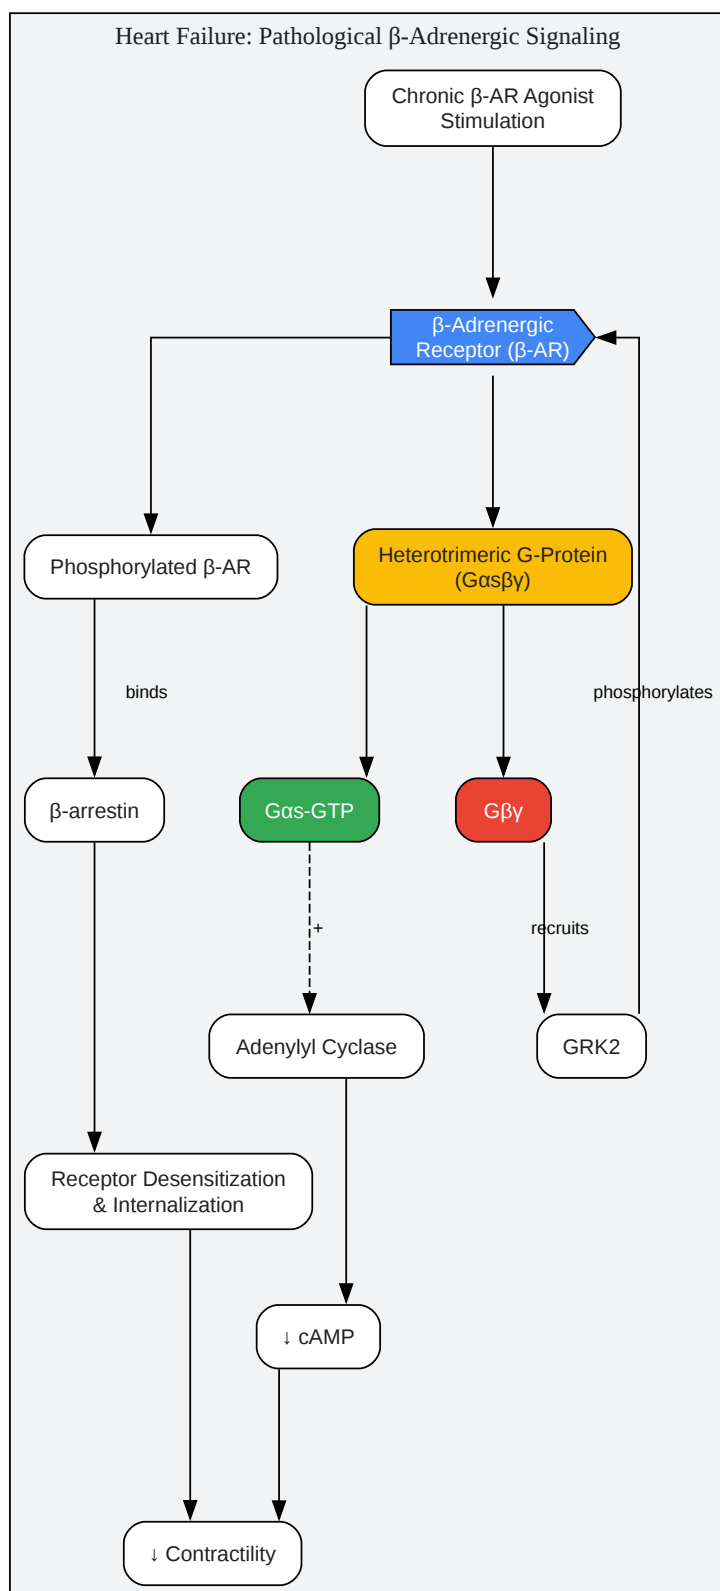 Heart Failure: Pathological β-Adrenergic Signaling
Chronic β-AR Agonist
Stimulation
β-Adrenergic
Receptor (β-AR)
Phosphorylated β-AR
Heterotrimeric G-Protein
(Gαsβγ)
binds
phosphorylates
β-arrestin
Gαs-GTP
Gβγ
+
recruits
Adenylyl Cyclase
GRK2
Receptor Desensitization
& Internalization
↓ cAMP
↓ Contractility